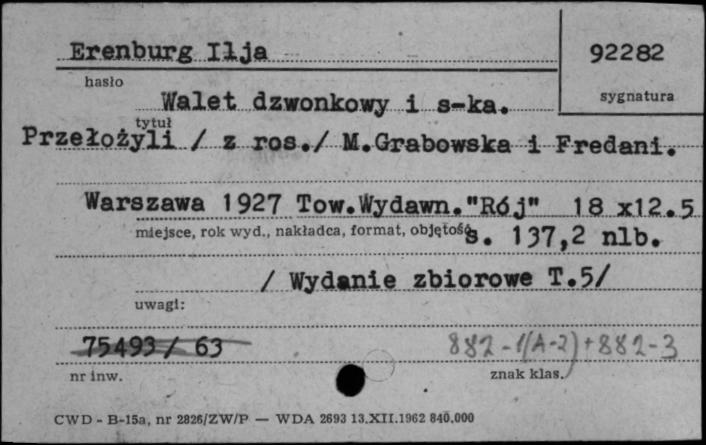 Erenburg Ilja
92282
hasło
sygnatura
Walet dzwonkowy i s-ka.
tytuł
Przełożyli / z ros./ M.Grabowska i Fredani.
Warszawa 1927 Tow.Wydawn."Rój" 18 x12.5
miejsce, rok wyd., nakładca, format, objętość
s. 137,2 nlb.
/ Wydanie zbiorowe T.5/
uwagi:
75493/ 63
882-1(A-2)+882-3
nr inw.
znak klas.
CWD - B-15a, nr 2826/ZW/P — WDA 2693 13.XII.1962 840.000